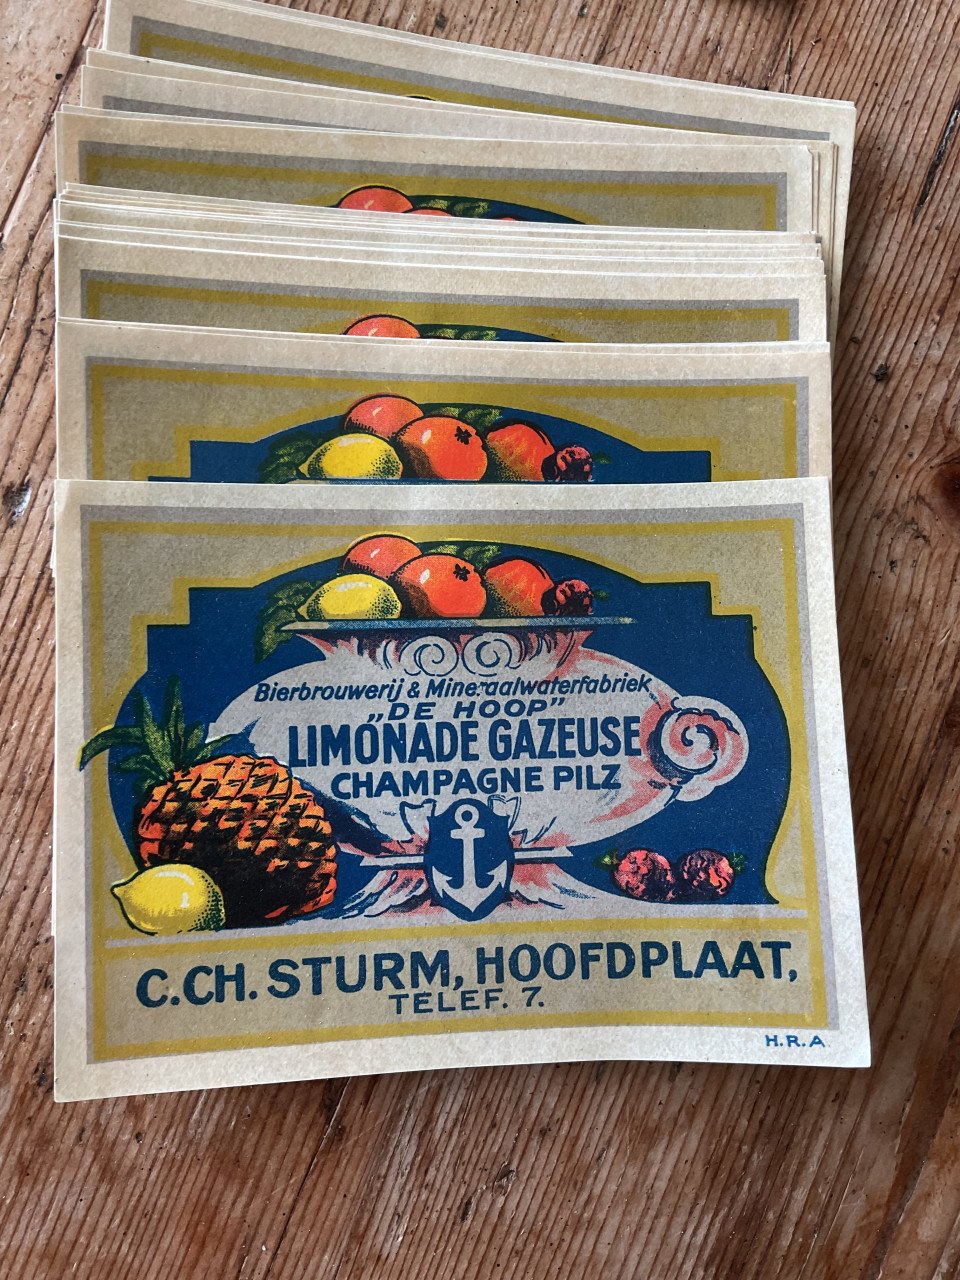 Bierbrouwerij & Mineraalwaterfabriek
„DE HOOP”
LIMONADE GAZEUSE
CHAMPAGNE PILZ
C.CH. STURM, HOOFDPLAAT,
TELEF. 7.
H.R.A